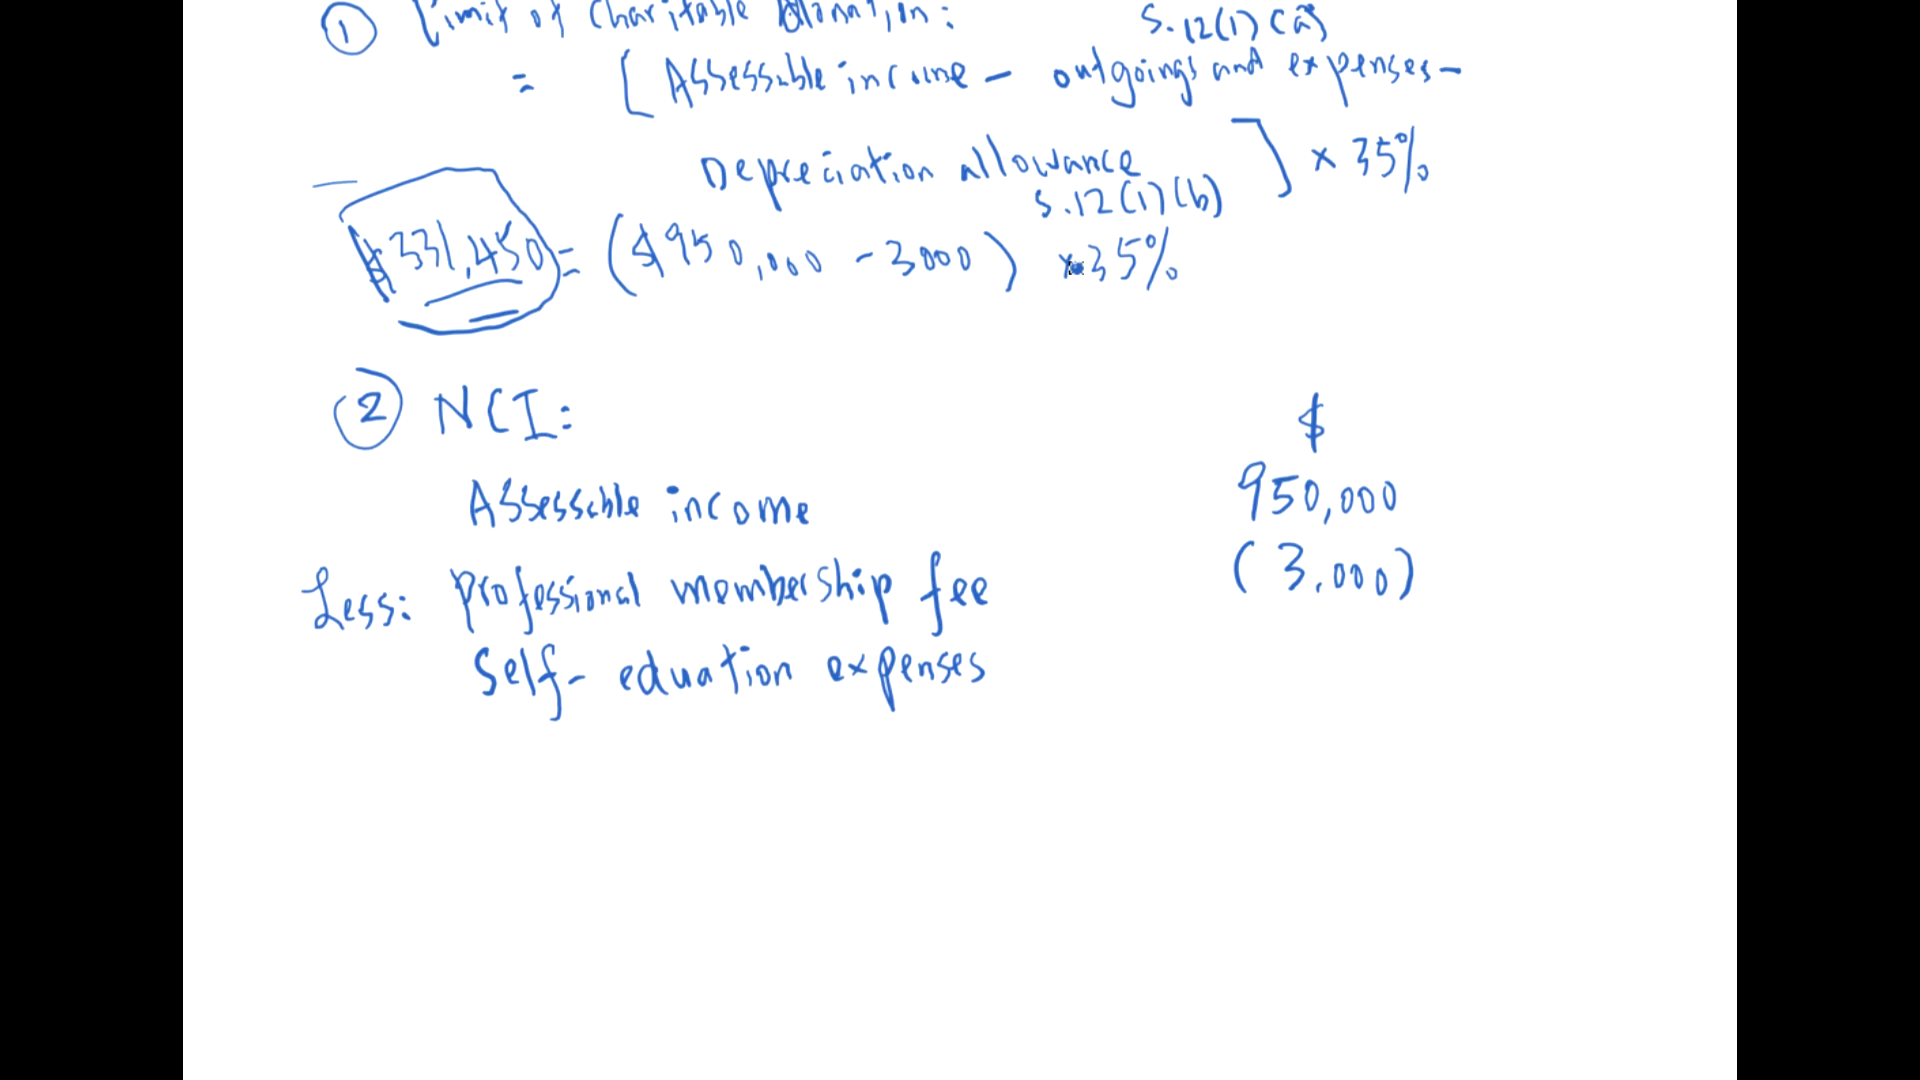 ① Limit of Charitable Donation: S.12(1)(a)
= [ Assessable income - outgoings and expenses -
Depreciation allowance ] x 35%
S.12(1)(b)
$331,450 = ($950,000 - 3000) x 35%
② NCI: $
Assessable income 950,000
Less: Professional membership fee (3,000)
Self- eduation expenses